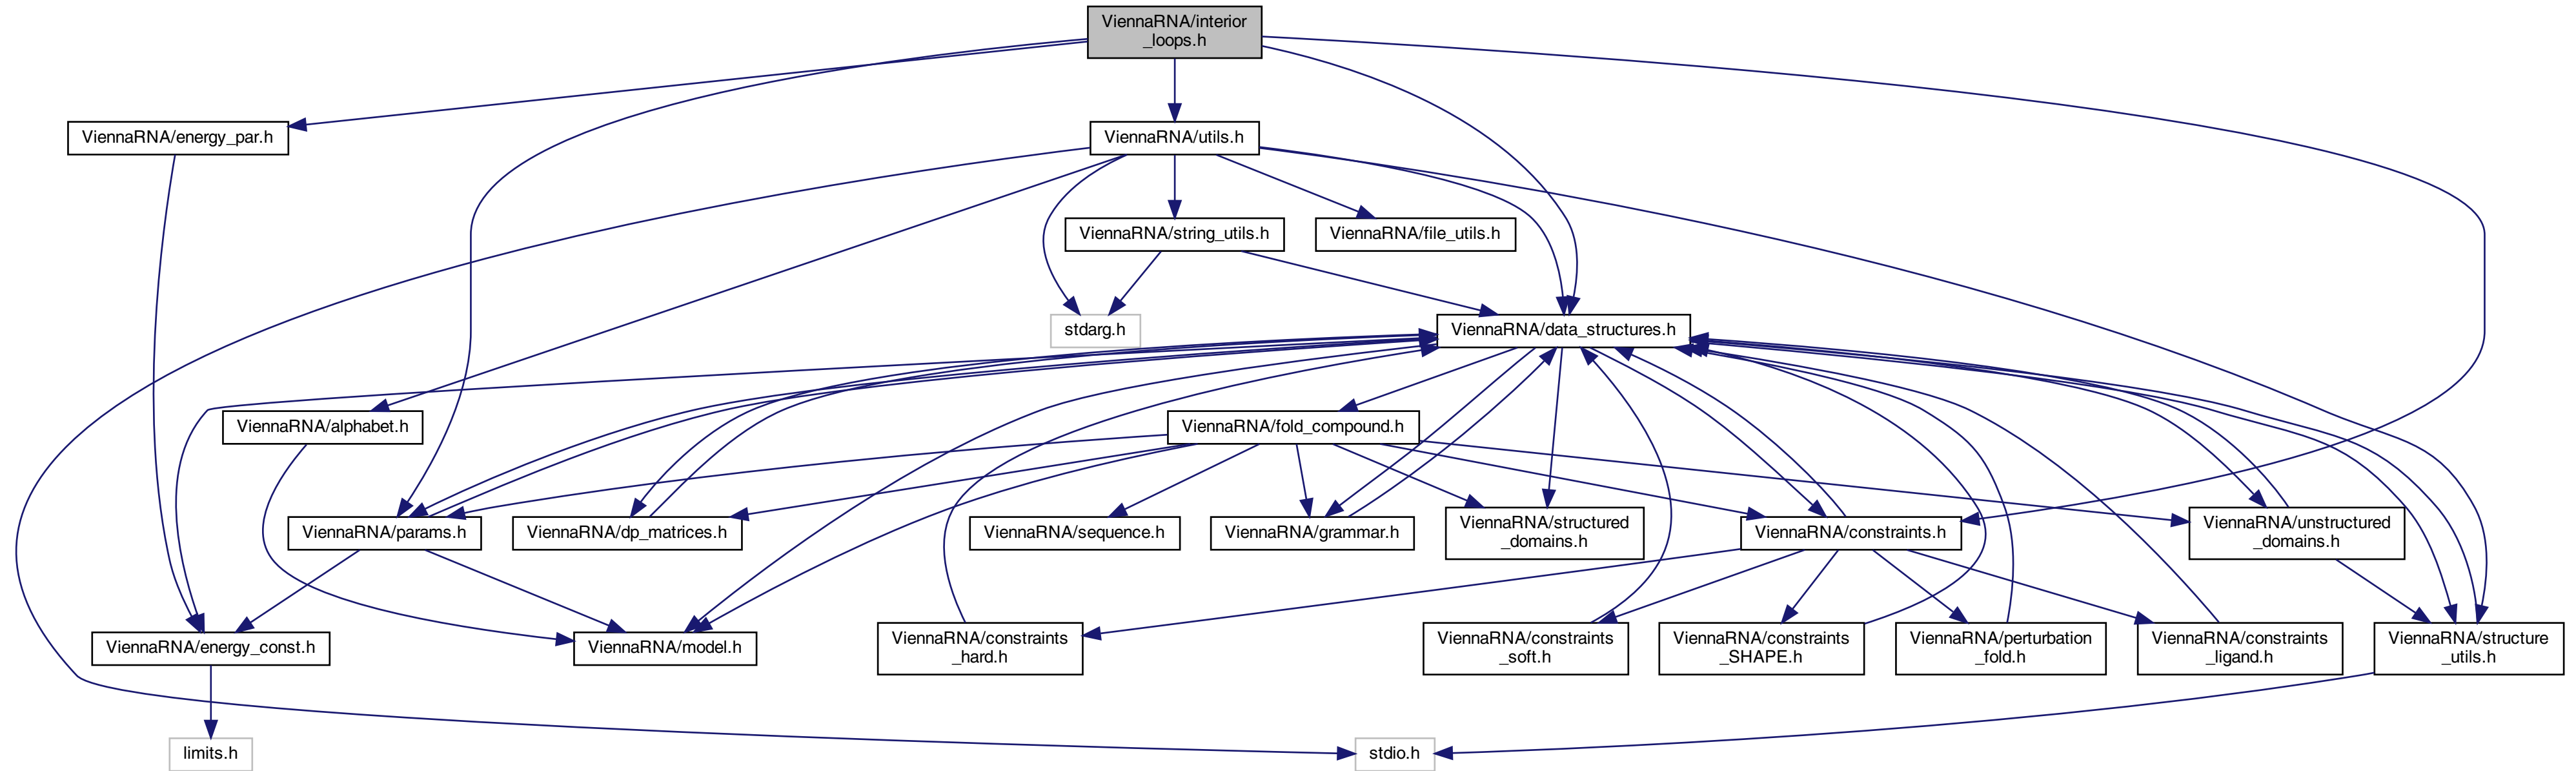 ViennaRNA/interior
_loops.h
ViennaRNA/energy_par.h
ViennaRNA/utils.h
ViennaRNA/string_utils.h
ViennaRNA/file_utils.h
stdarg.h
ViennaRNA/data_structures.h
ViennaRNA/alphabet.h
ViennaRNA/fold_compound.h
ViennaRNA/params.h
ViennaRNA/dp_matrices.h
ViennaRNA/sequence.h
ViennaRNA/grammar.h
ViennaRNA/structured
_domains.h
ViennaRNA/constraints.h
ViennaRNA/unstructured
_domains.h
ViennaRNA/energy_const.h
ViennaRNA/model.h
ViennaRNA/constraints
_hard.h
ViennaRNA/constraints
_soft.h
ViennaRNA/constraints
_SHAPE.h
ViennaRNA/perturbation
_fold.h
ViennaRNA/constraints
_ligand.h
ViennaRNA/structure
_utils.h
limits.h
stdio.h